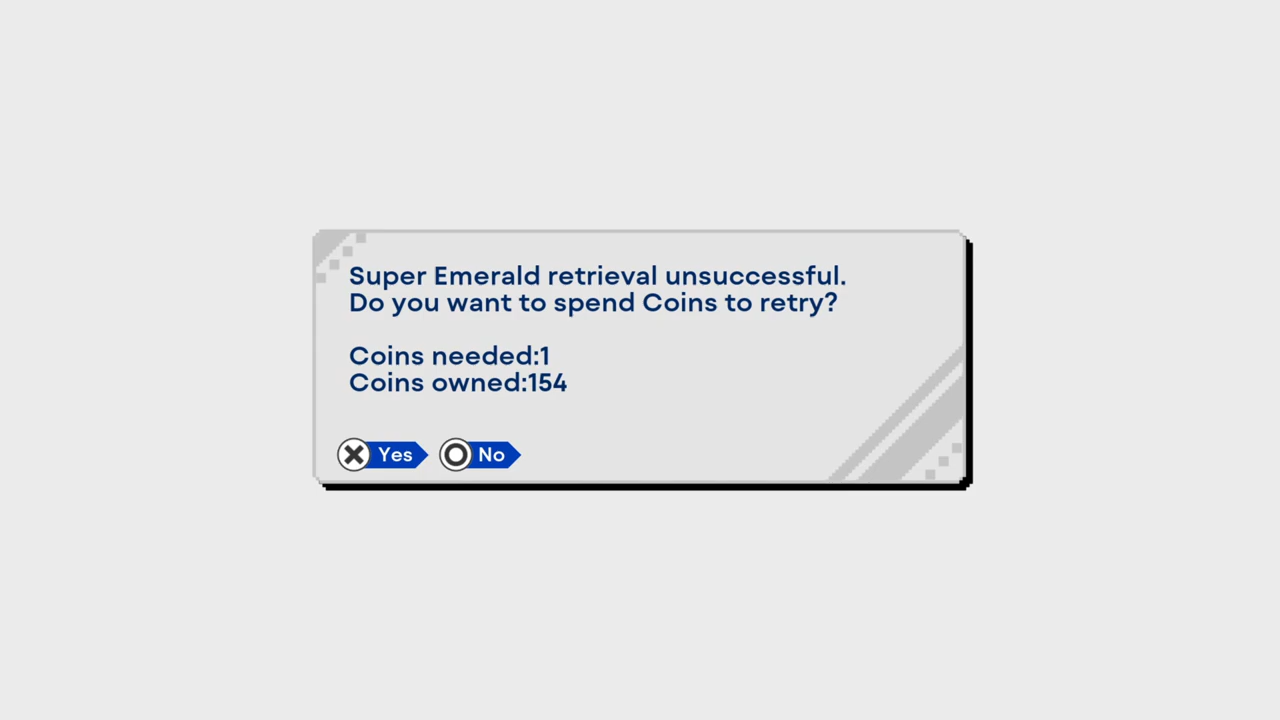 Super Emerald retrieval unsuccessful.
Do you want to spend Coins to retry?
Coins needed:1
Coins owned:154
Yes No